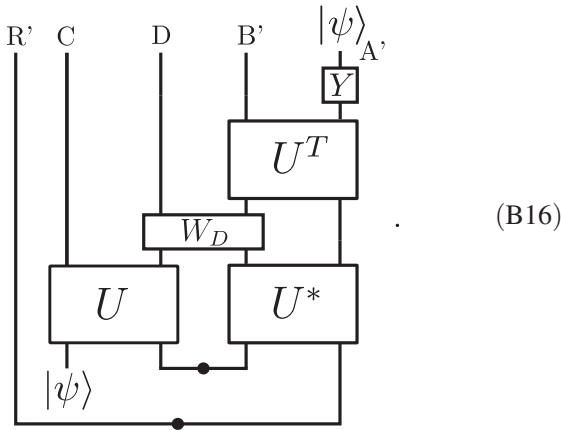 R' C D B' |ψ⟩ A'
Y
U^T
W_D
. (B16)
U U^*
|ψ⟩